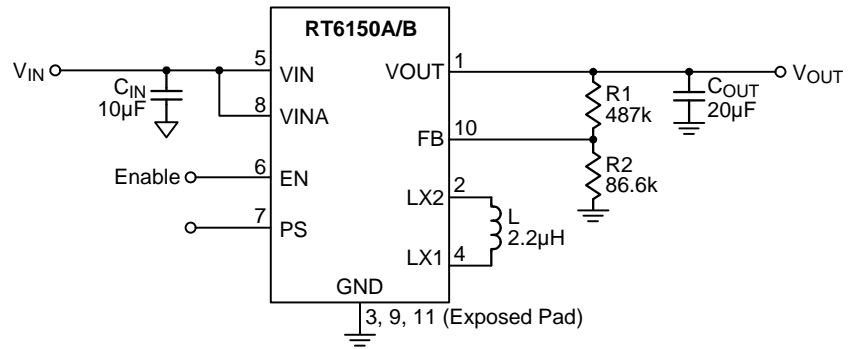 RT6150A/B
VIN
CIN
10µF
5
VIN
8
VINA
Enable
6
EN
7
PS
GND
3, 9, 11 (Exposed Pad)
VOUT
1
FB
10
LX2
2
LX1
4
L
2.2µH
R1
487k
R2
86.6k
COUT
20µF
VOUT